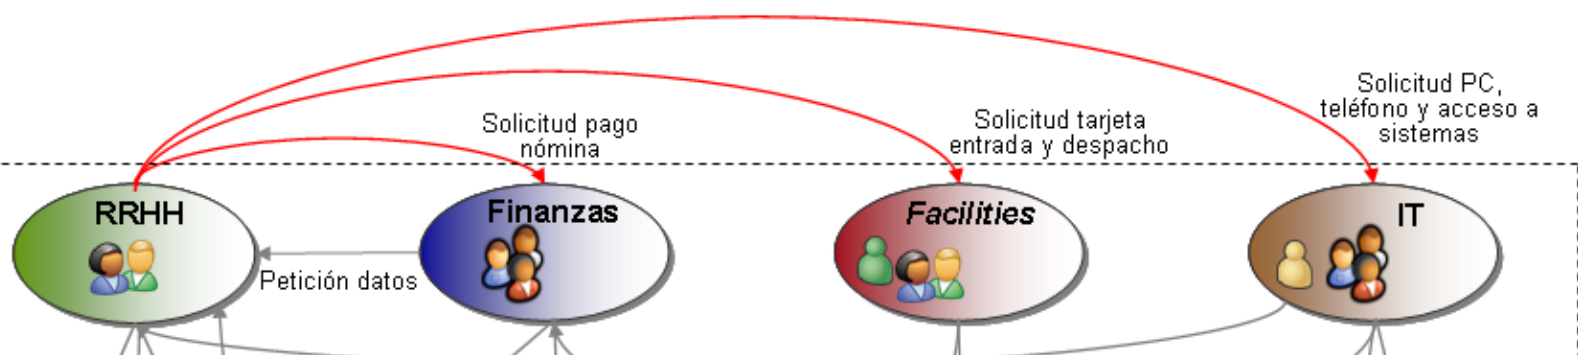 Solicitud PC,
teléfono y acceso a
sistemas
Solicitud pago
nómina
Solicitud tarjeta
entrada y despacho
RRHH
Finanzas
Facilities
IT
Petición datos